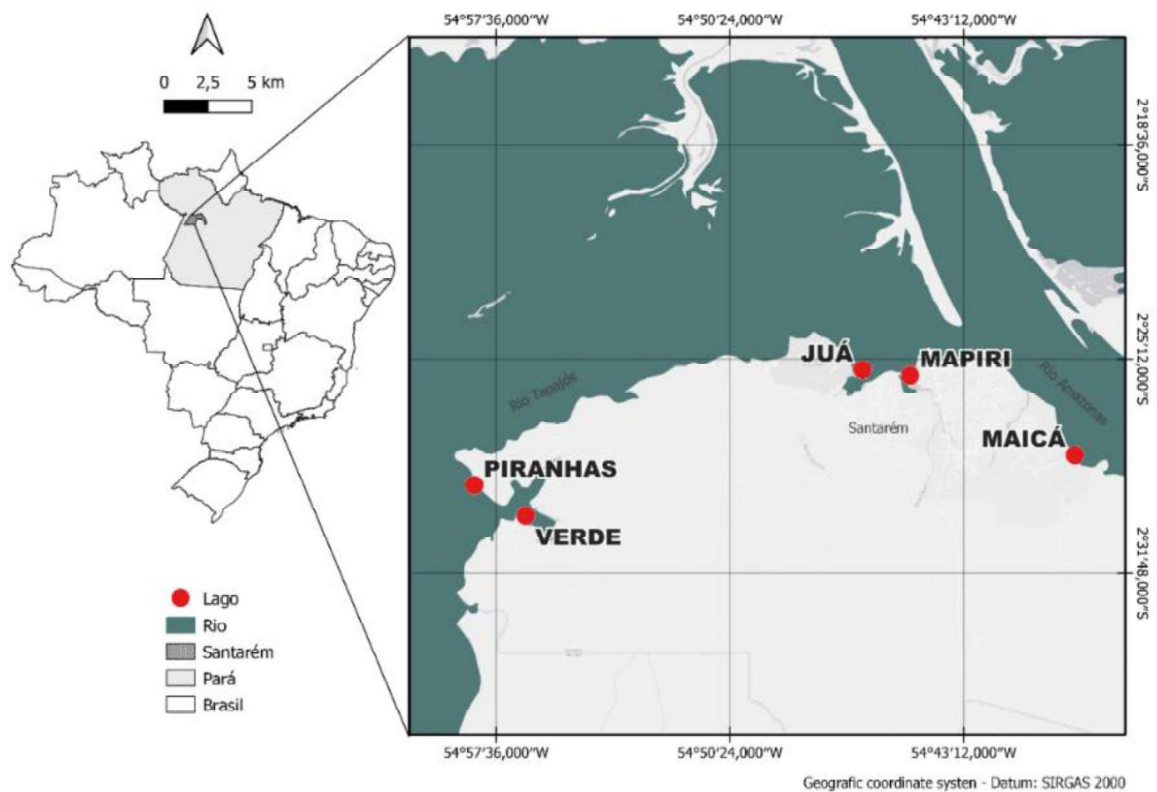 54°57'36,000"W
54°50'24,000"W
54°43'12,000"W
0 2,5 5 km
2°18'36,000"S
2°25'12,000"S
2°31'48,000"S
JUÁ
MAPIRI
Rio Tapajós
Rio Amazonas
Santarém
MAICÁ
PIRANHAS
VERDE
Lago
Rio
Santarém
Pará
Brasil
54°57'36,000"W
54°50'24,000"W
54°43'12,000"W
Geografic coordinate systen - Datum: SIRGAS 2000